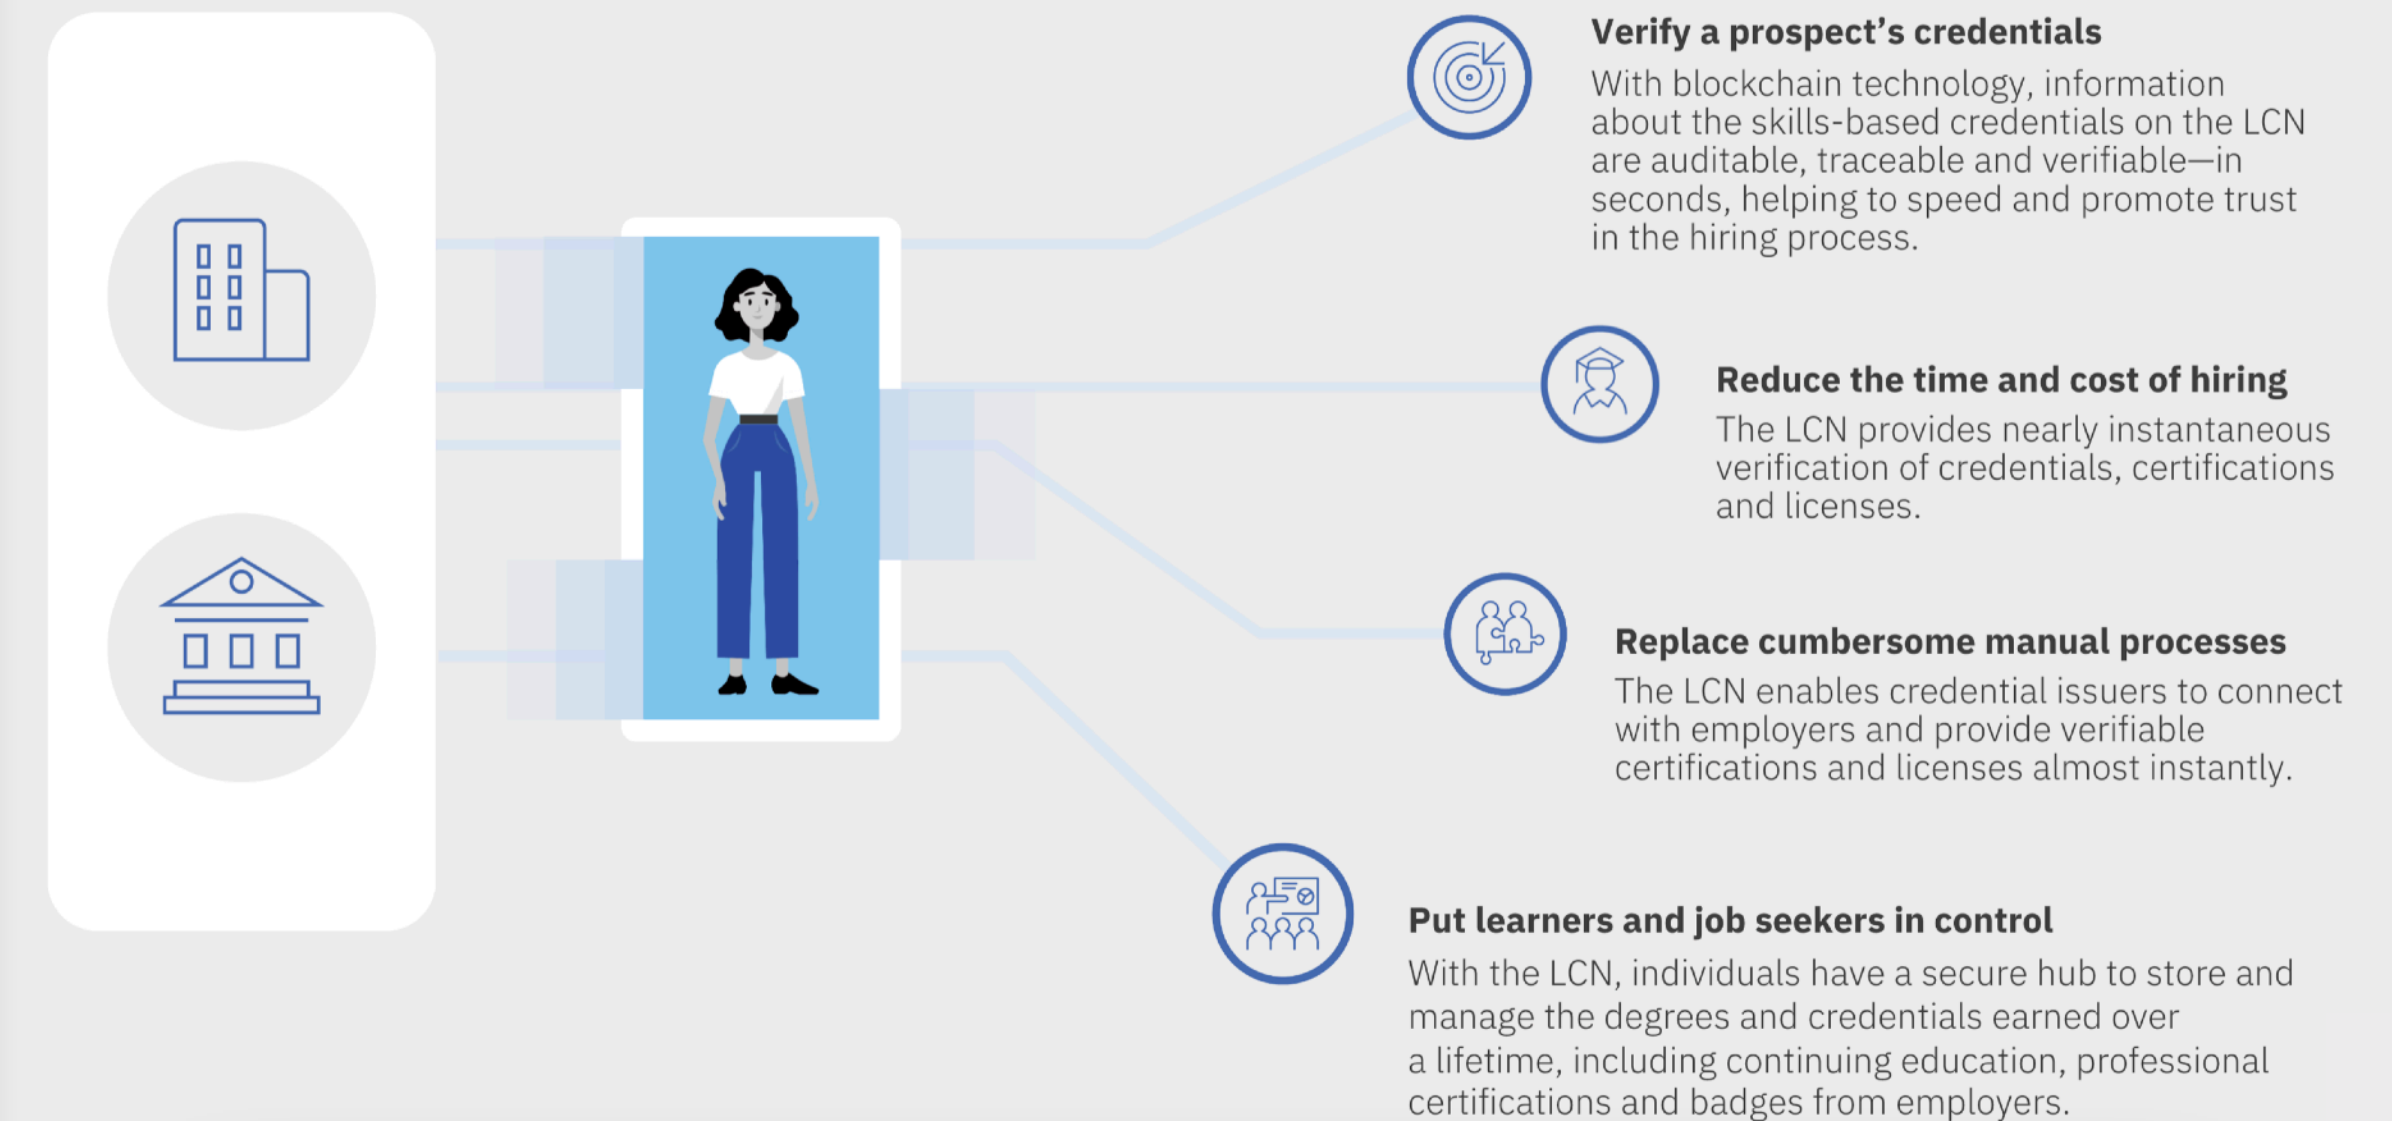 Verify a prospect’s credentials
With blockchain technology, information
about the skills-based credentials on the LCN
are auditable, traceable and verifiable—in
seconds, helping to speed and promote trust
in the hiring process.
Reduce the time and cost of hiring
The LCN provides nearly instantaneous
verification of credentials, certifications
and licenses.
Replace cumbersome manual processes
The LCN enables credential issuers to connect
with employers and provide verifiable
certifications and licenses almost instantly.
Put learners and job seekers in control
With the LCN, individuals have a secure hub to store and
manage the degrees and credentials earned over
a lifetime, including continuing education, professional
certifications and badges from employers.